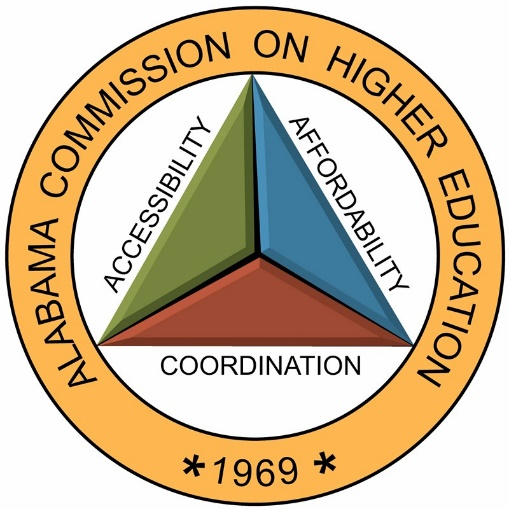 ALABAMA COMMISSION ON HIGHER EDUCATION
ACCESSIBILITY
AFFORDABILITY
COORDINATION
*1969*